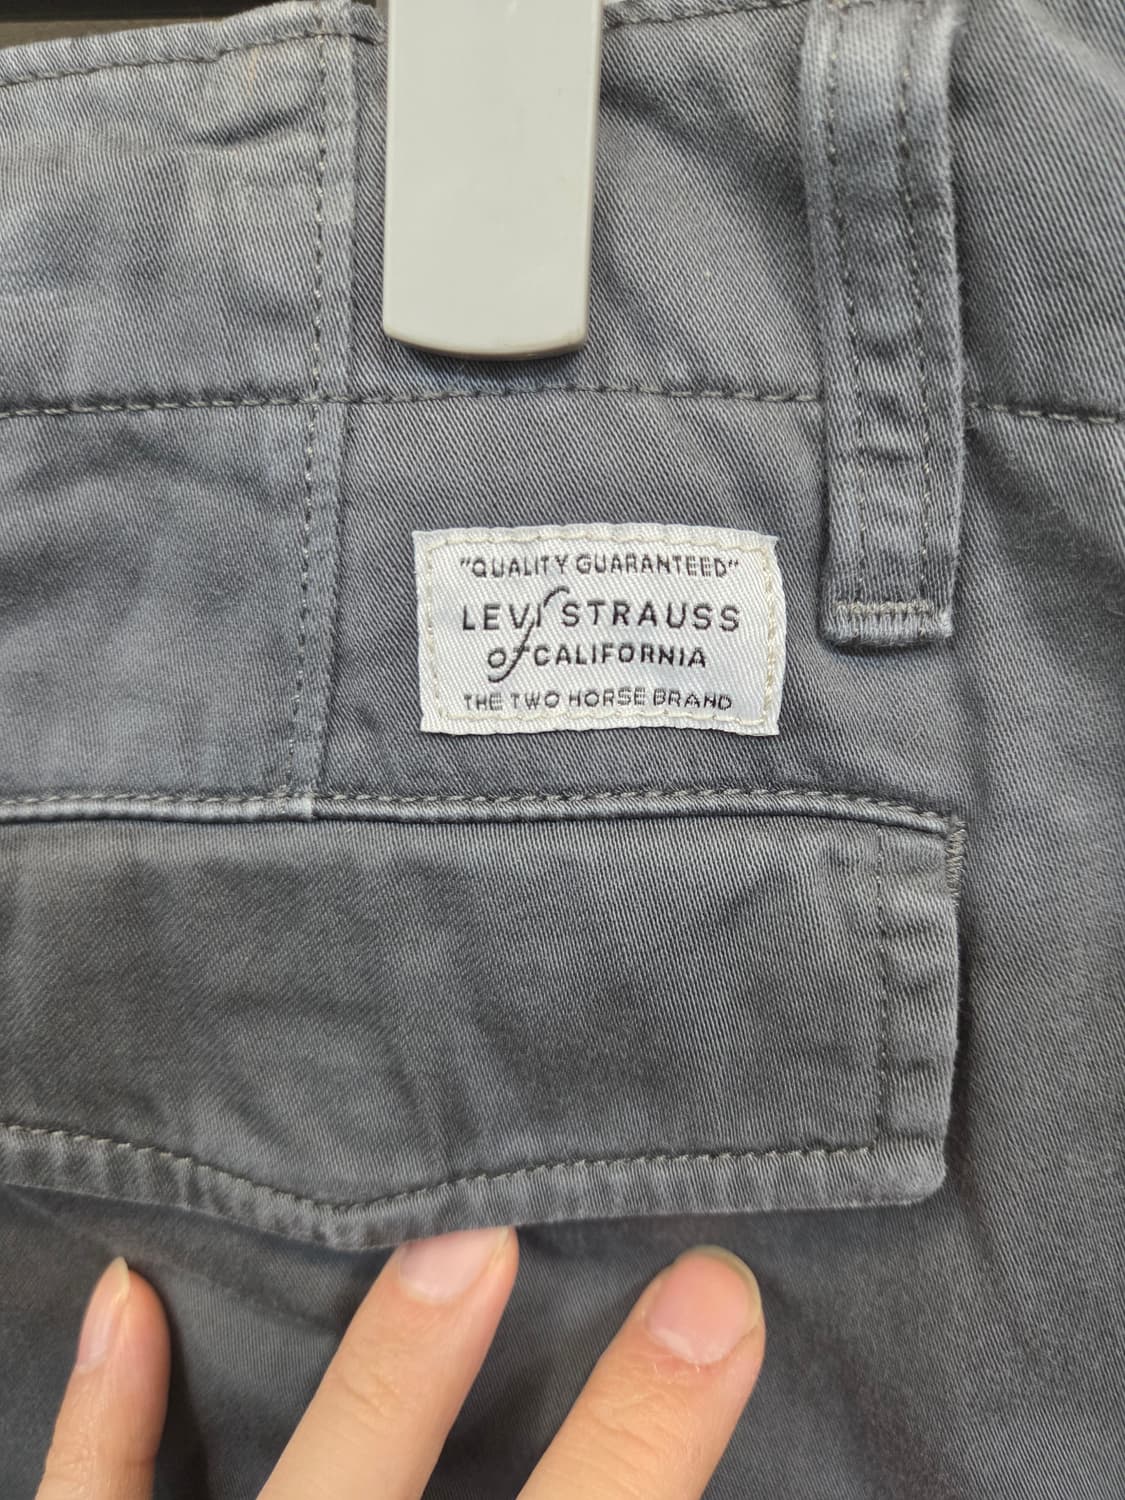 "QUALITY GUARANTEED"
LEVI STRAUSS
of CALIFORNIA
THE TWO HORSE BRAND